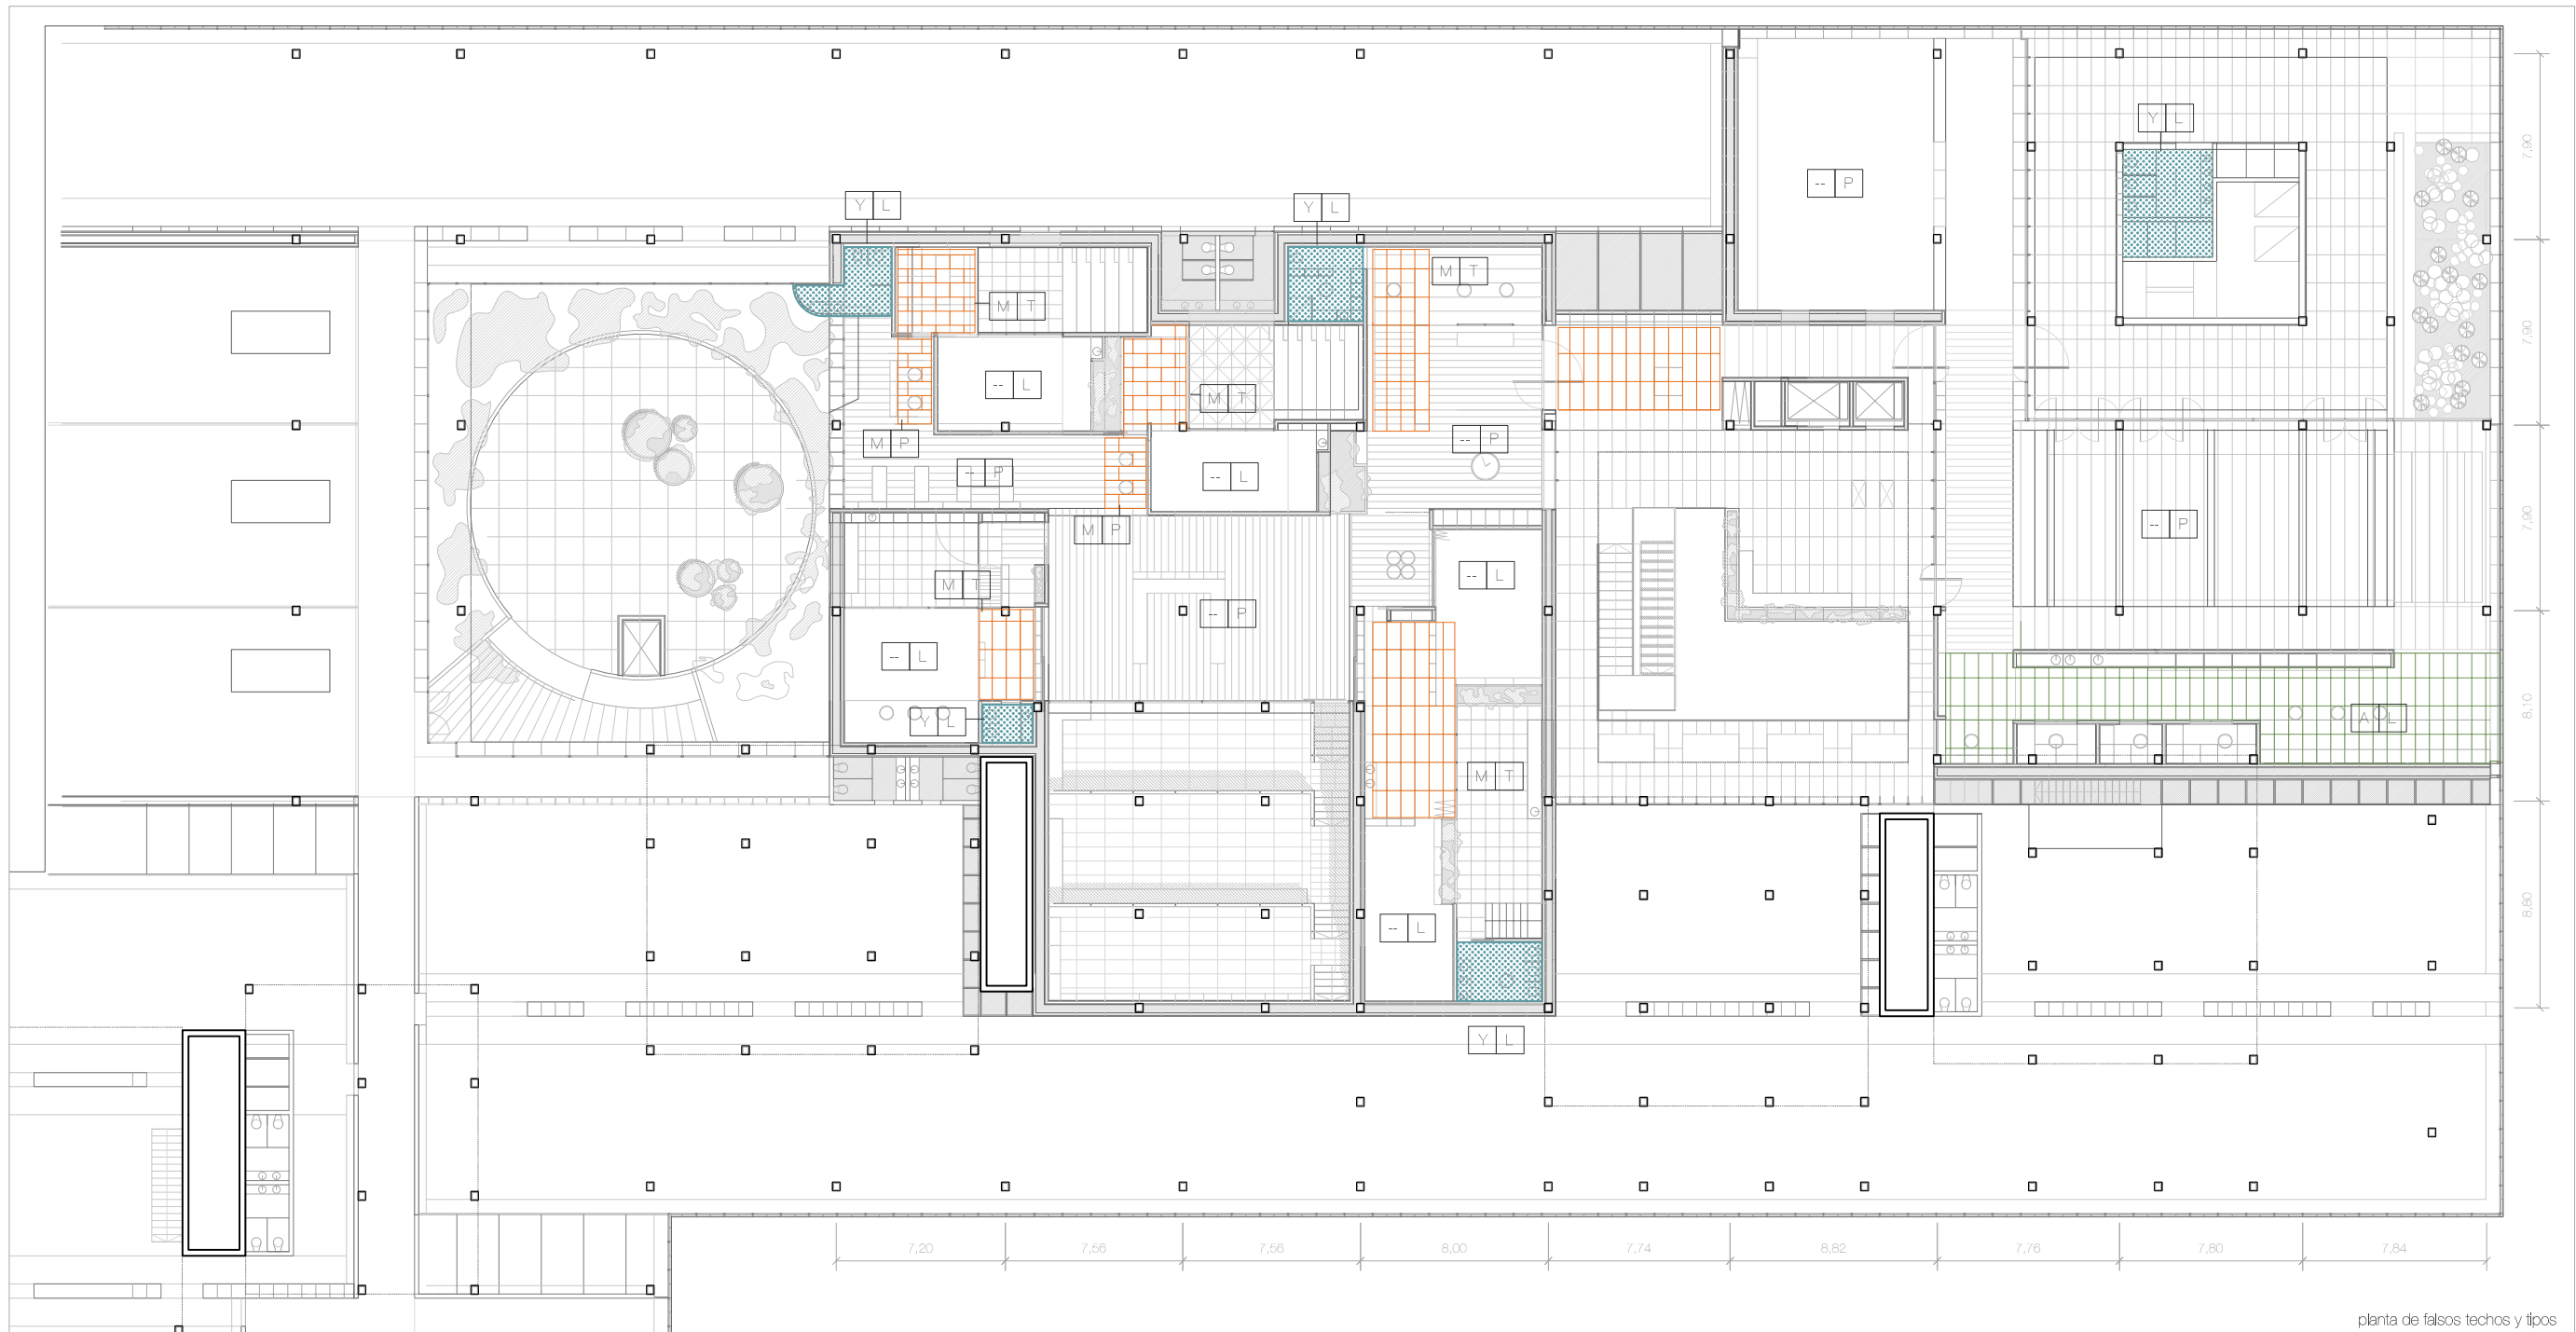 Y L
7,90
-- P
Y L
Y L
M T
M T
7,90
-- L
M T
M P
-- P
-- P
-- L
M P
-- P
7,90
-- L
M T
-- P
-- L
8,10
Y L
A L
M T
8,80
-- L
Y L
7,20
7,56
7,56
8,00
7,74
8,82
7,76
7,80
7,84
planta de falsos techos y tipos